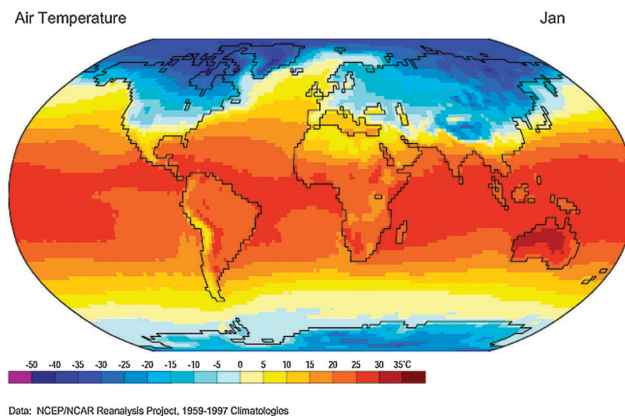 Air Temperature Jan
-50 -40 -35 -30 -25 -20 -15 -10 -5 0 5 10 15 20 25 30 35°C
Data: NCEP/NCAR Reanalysis Project, 1959-1997 Climatologies